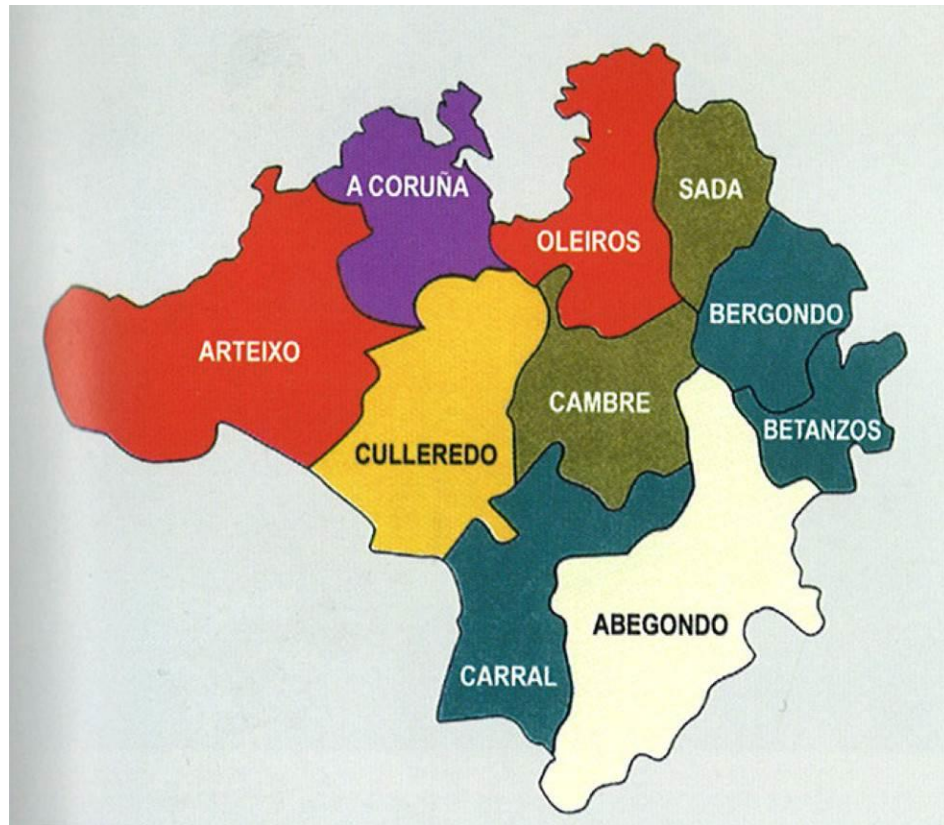 A CORUÑA
SADA
OLEIROS
BERGONDO
ARTEIXO
CAMBRE
BETANZOS
CULLEREDO
ABEGONDO
CARRAL